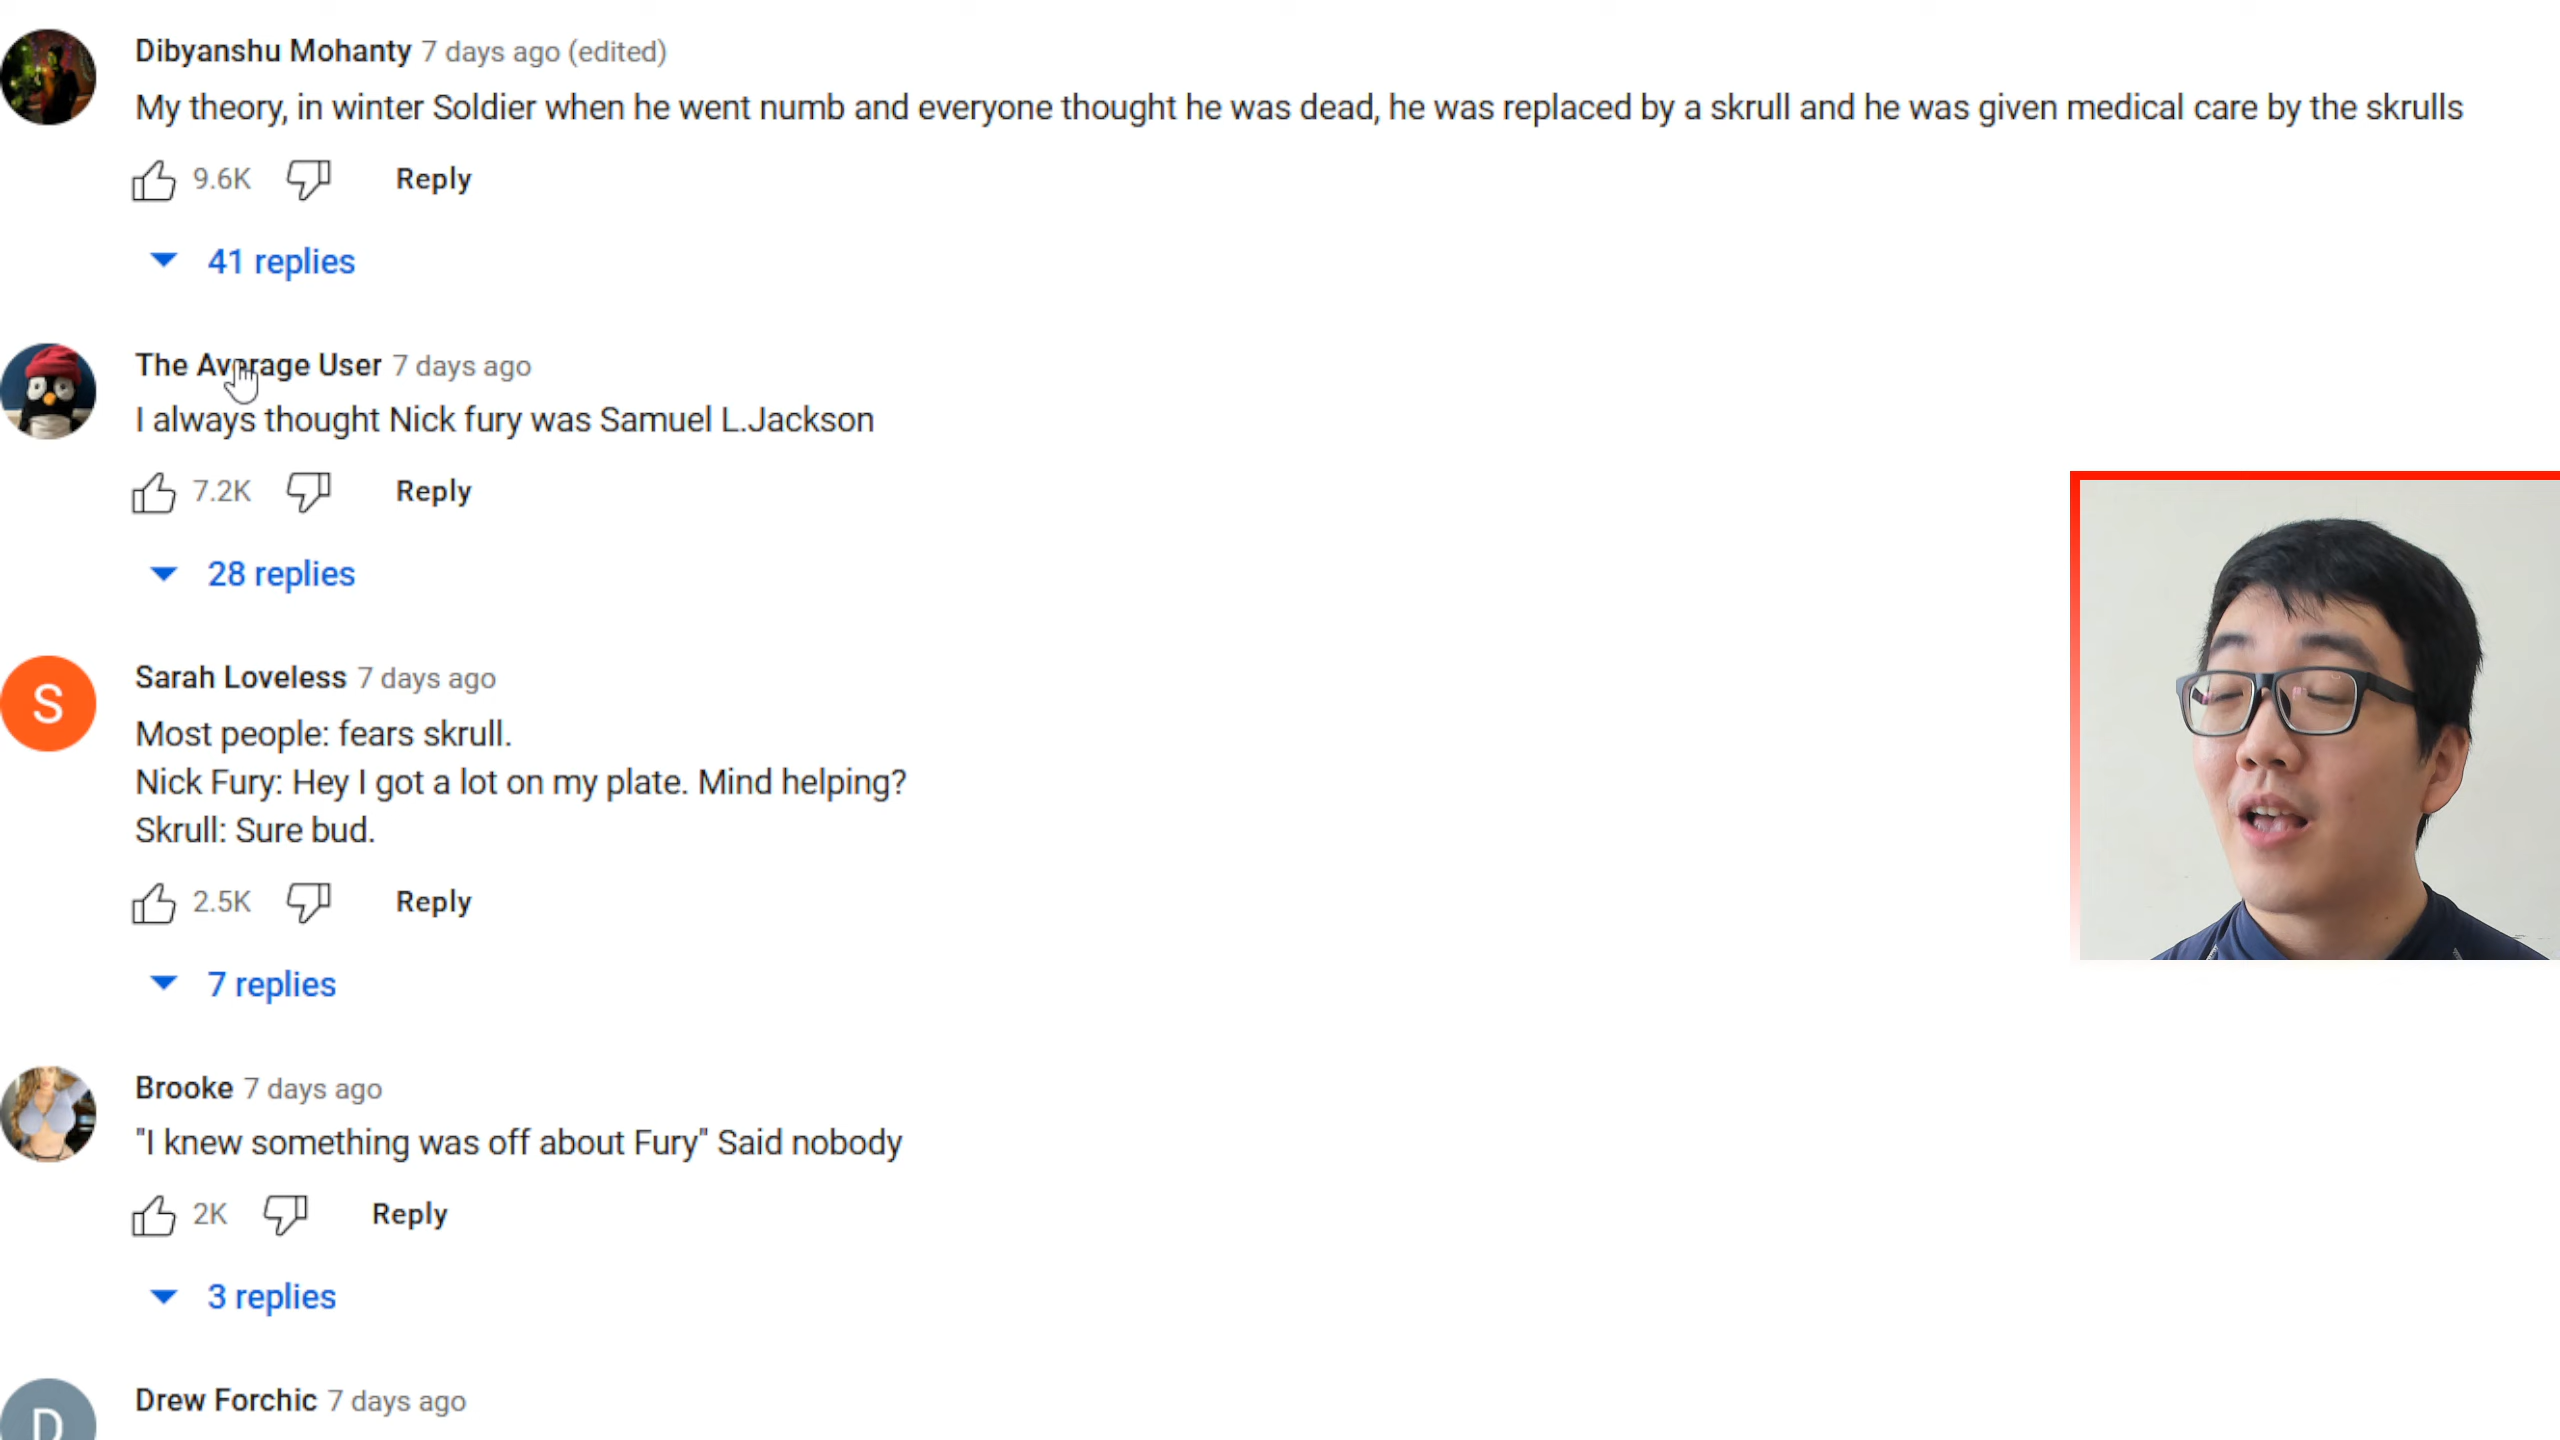 Dibyanshu Mohanty 7 days ago (edited)
My theory, in winter Soldier when he went numb and everyone thought he was dead, he was replaced by a skrull and he was given medical care by the skrulls
9.6K Reply
41 replies
The Average User 7 days ago
I always thought Nick fury was Samuel L.Jackson
7.2K Reply
28 replies
S
Sarah Loveless 7 days ago
Most people: fears skrull.
Nick Fury: Hey I got a lot on my plate. Mind helping?
Skrull: Sure bud.
2.5K Reply
7 replies
Brooke 7 days ago
"I knew something was off about Fury" Said nobody
2K Reply
3 replies
D
Drew Forchic 7 days ago